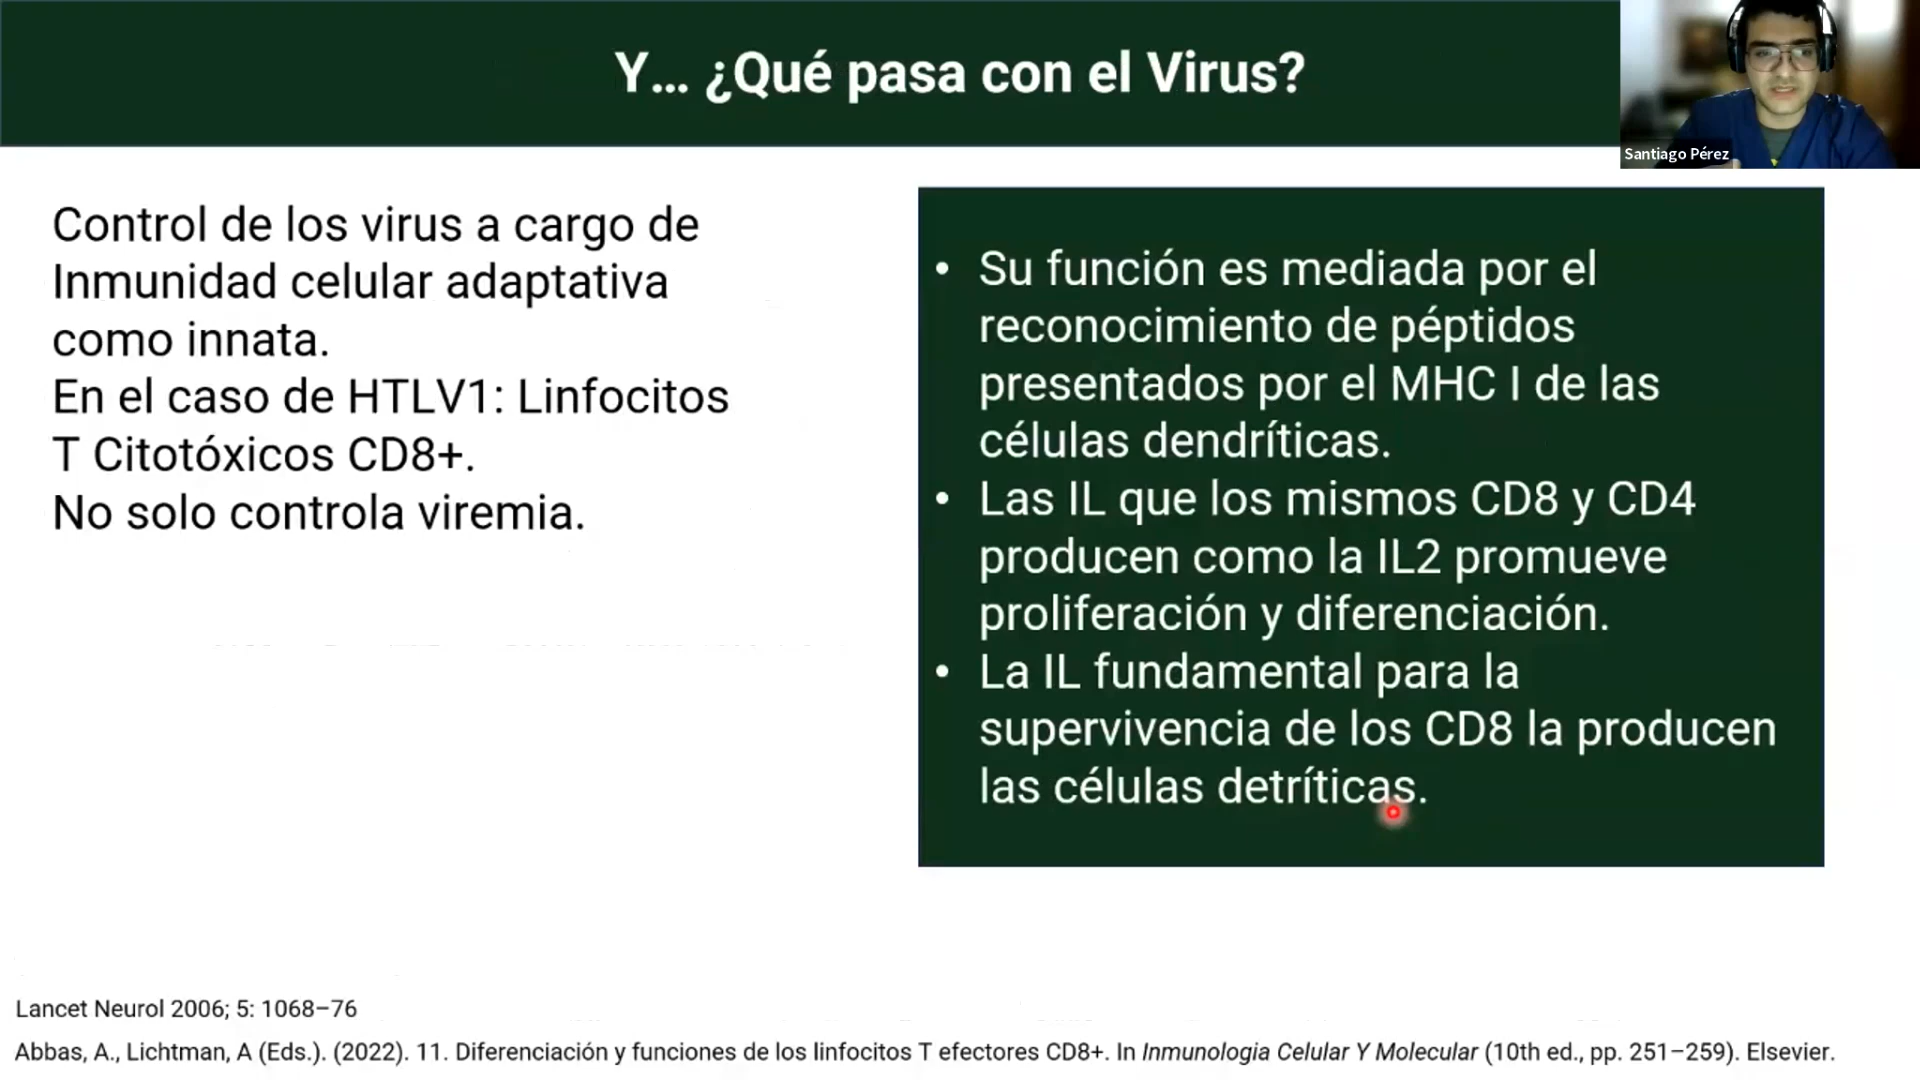 Y... ¿Qué pasa con el Virus?
Santiago Pérez
Control de los virus a cargo de
Inmunidad celular adaptativa
como innata.
En el caso de HTLV1: Linfocitos
T Citotóxicos CD8+.
No solo controla viremia.
• Su función es mediada por el
reconocimiento de péptidos
presentados por el MHC I de las
células dendríticas.
• Las IL que los mismos CD8 y CD4
producen como la IL2 promueve
proliferación y diferenciación.
• La IL fundamental para la
supervivencia de los CD8 la producen
las células detríticas.
Lancet Neurol 2006; 5: 1068–76
Abbas, A., Lichtman, A (Eds.). (2022). 11. Diferenciación y funciones de los linfocitos T efectores CD8+. In Inmunologia Celular Y Molecular (10th ed., pp. 251–259). Elsevier.